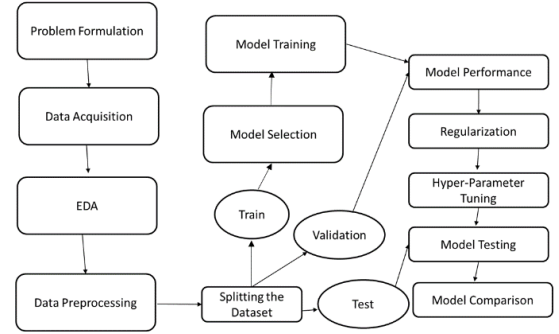 Problem Formulation
Data Acquisition
EDA
Data Preprocessing
Splitting the
Dataset
Train
Validation
Test
Model Selection
Model Training
Model Performance
Regularization
Hyper-Parameter
Tuning
Model Testing
Model Comparison